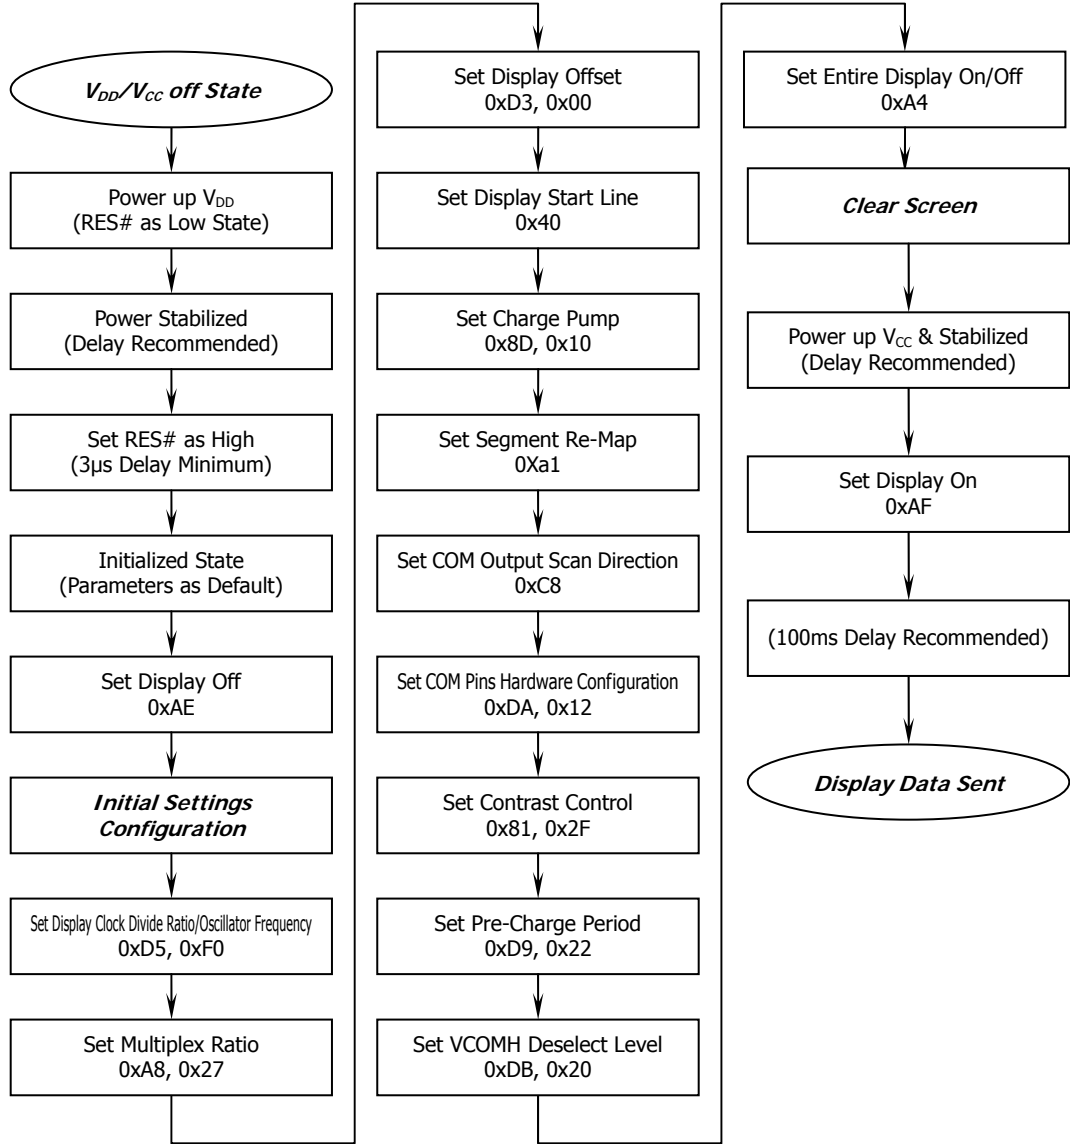 V_DD/V_CC off State
Power up V_DD
(RES# as Low State)
Power Stabilized
(Delay Recommended)
Set RES# as High
(3μs Delay Minimum)
Initialized State
(Parameters as Default)
Set Display Off
0xAE
Initial Settings
Configuration
Set Display Clock Divide Ratio/Oscillator Frequency
0xD5, 0xF0
Set Multiplex Ratio
0xA8, 0x27
Set Display Offset
0xD3, 0x00
Set Display Start Line
0x40
Set Charge Pump
0x8D, 0x10
Set Segment Re-Map
0Xa1
Set COM Output Scan Direction
0xC8
Set COM Pins Hardware Configuration
0xDA, 0x12
Set Contrast Control
0x81, 0x2F
Set Pre-Charge Period
0xD9, 0x22
Set VCOMH Deselect Level
0xDB, 0x20
Set Entire Display On/Off
0xA4
Clear Screen
Power up V_CC & Stabilized
(Delay Recommended)
Set Display On
0xAF
(100ms Delay Recommended)
Display Data Sent